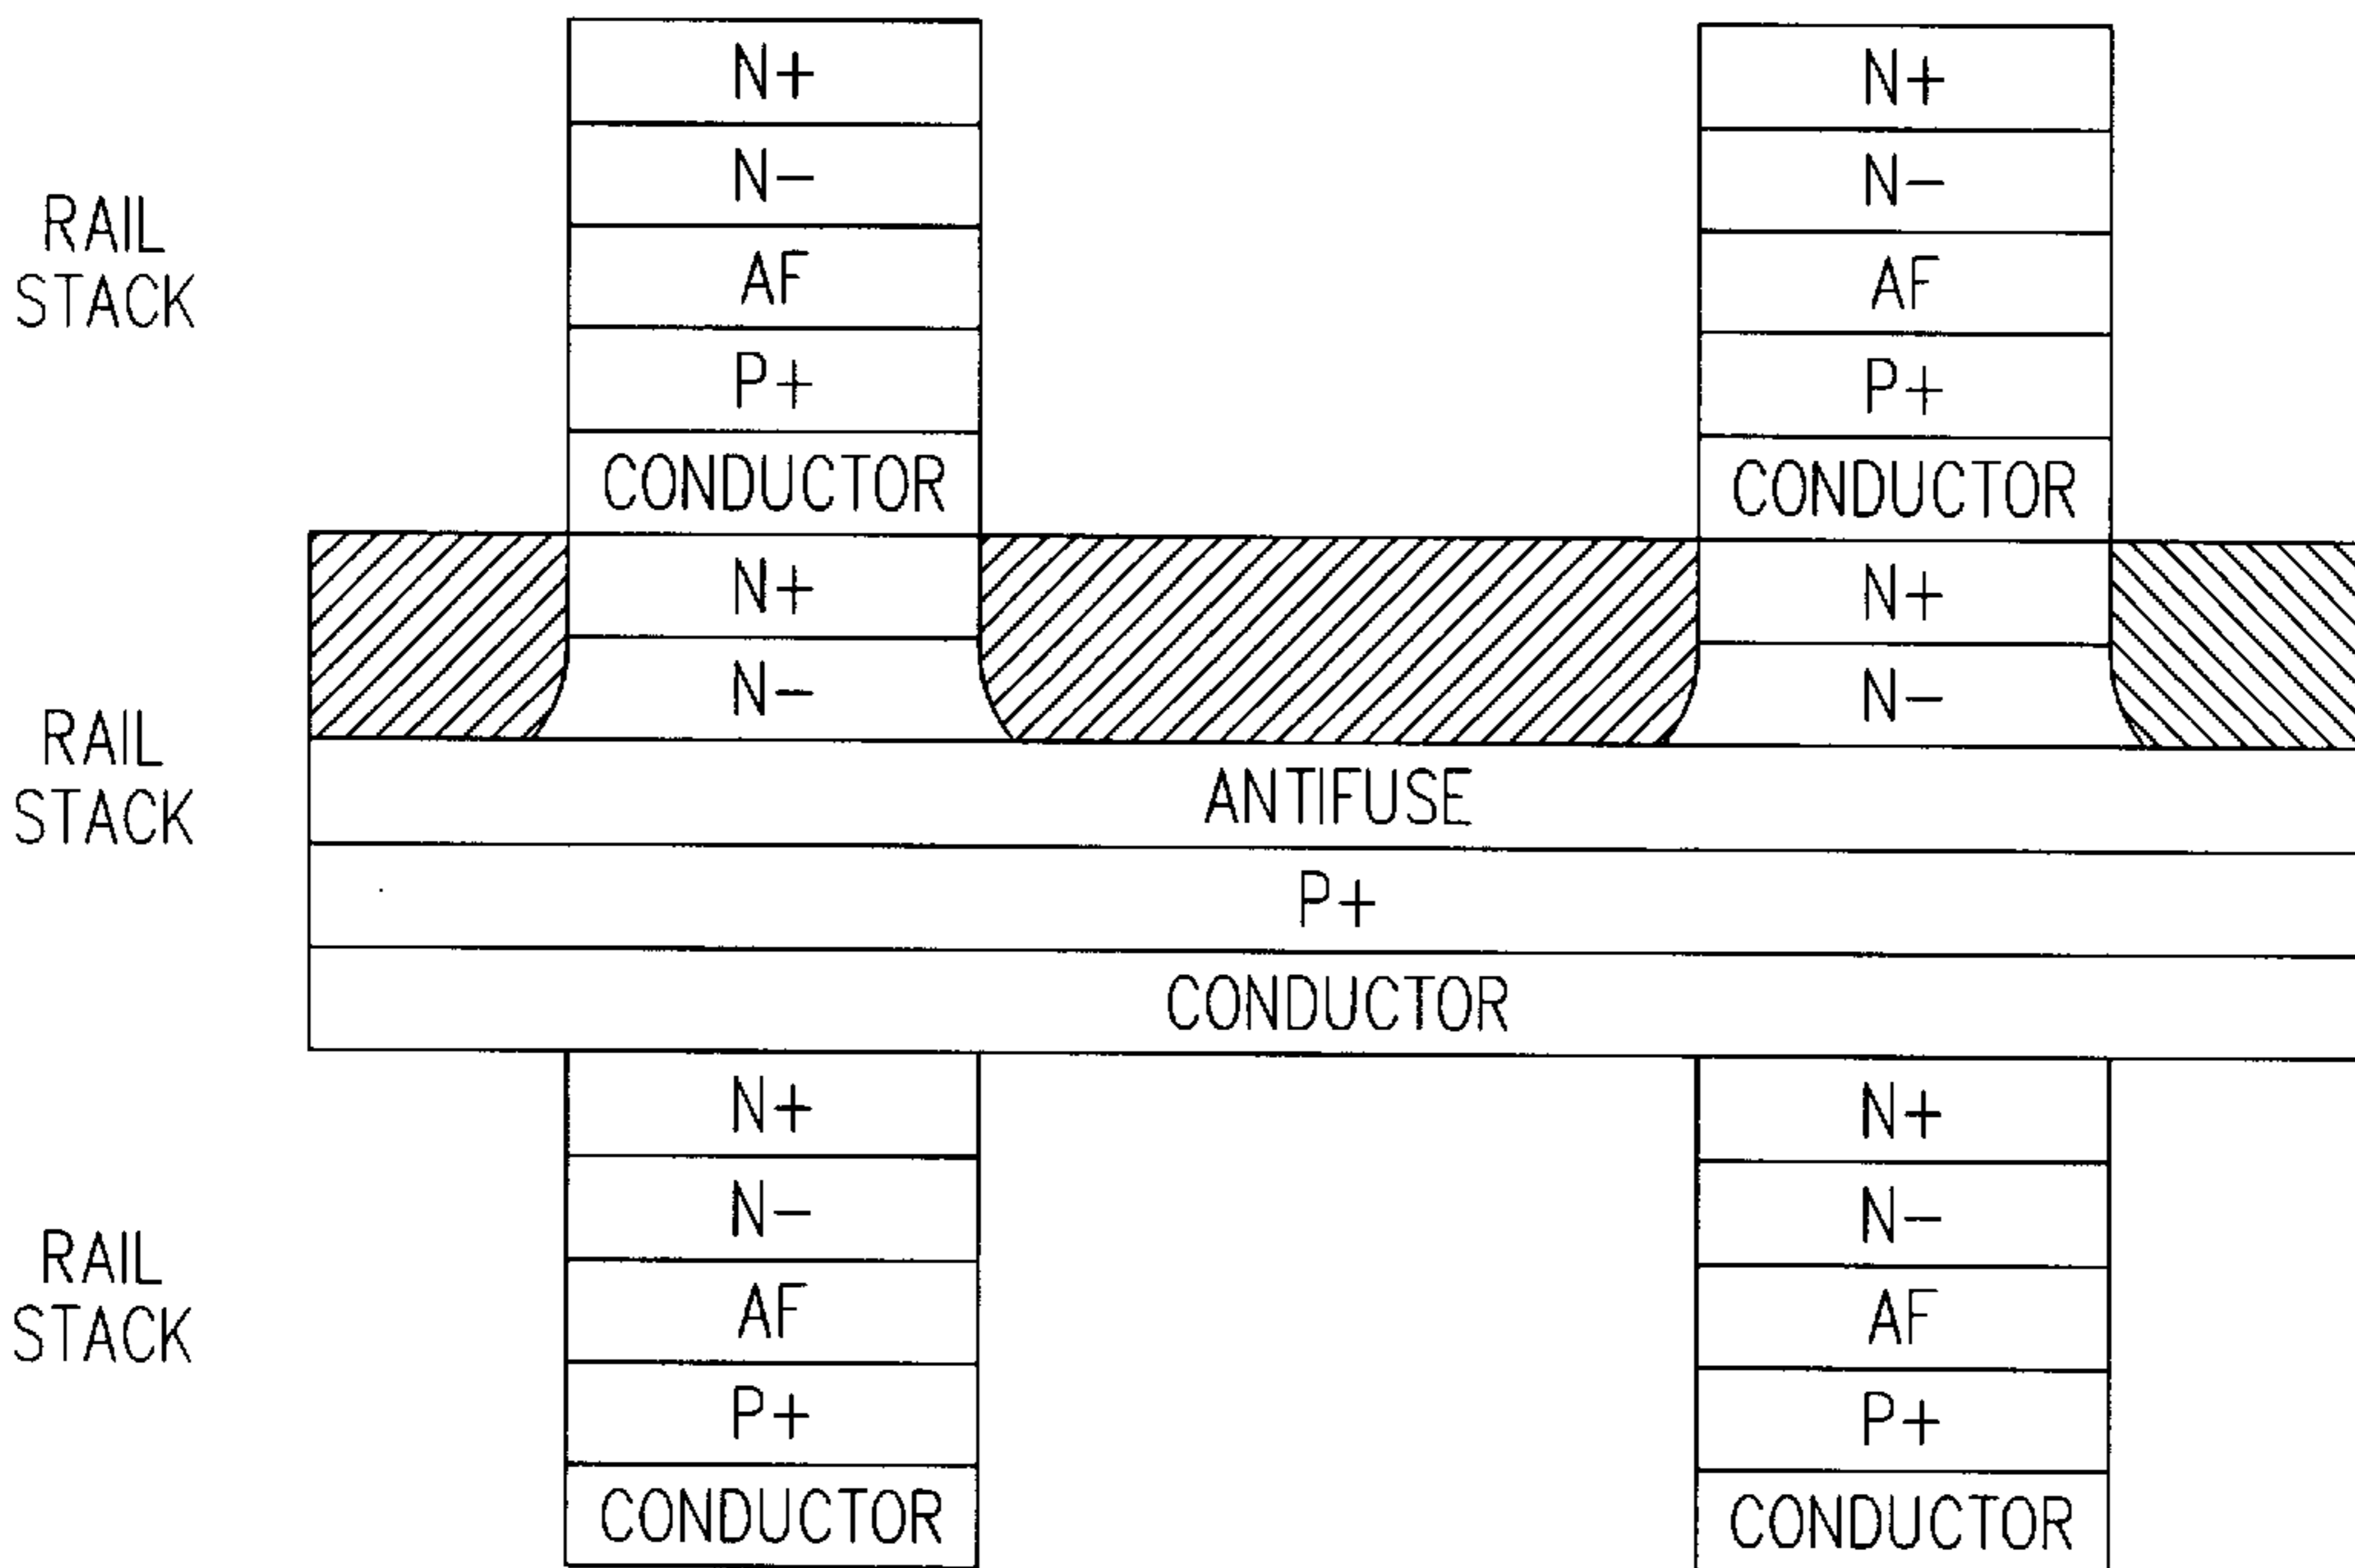 N+ N+
N- N-
RAIL
STACK
AF AF
P+ P+
CONDUCTOR CONDUCTOR
N+ N+
N- N-
RAIL
STACK
ANTIFUSE
P+
CONDUCTOR
N+ N+
N- N-
RAIL
STACK
AF AF
P+ P+
CONDUCTOR CONDUCTOR